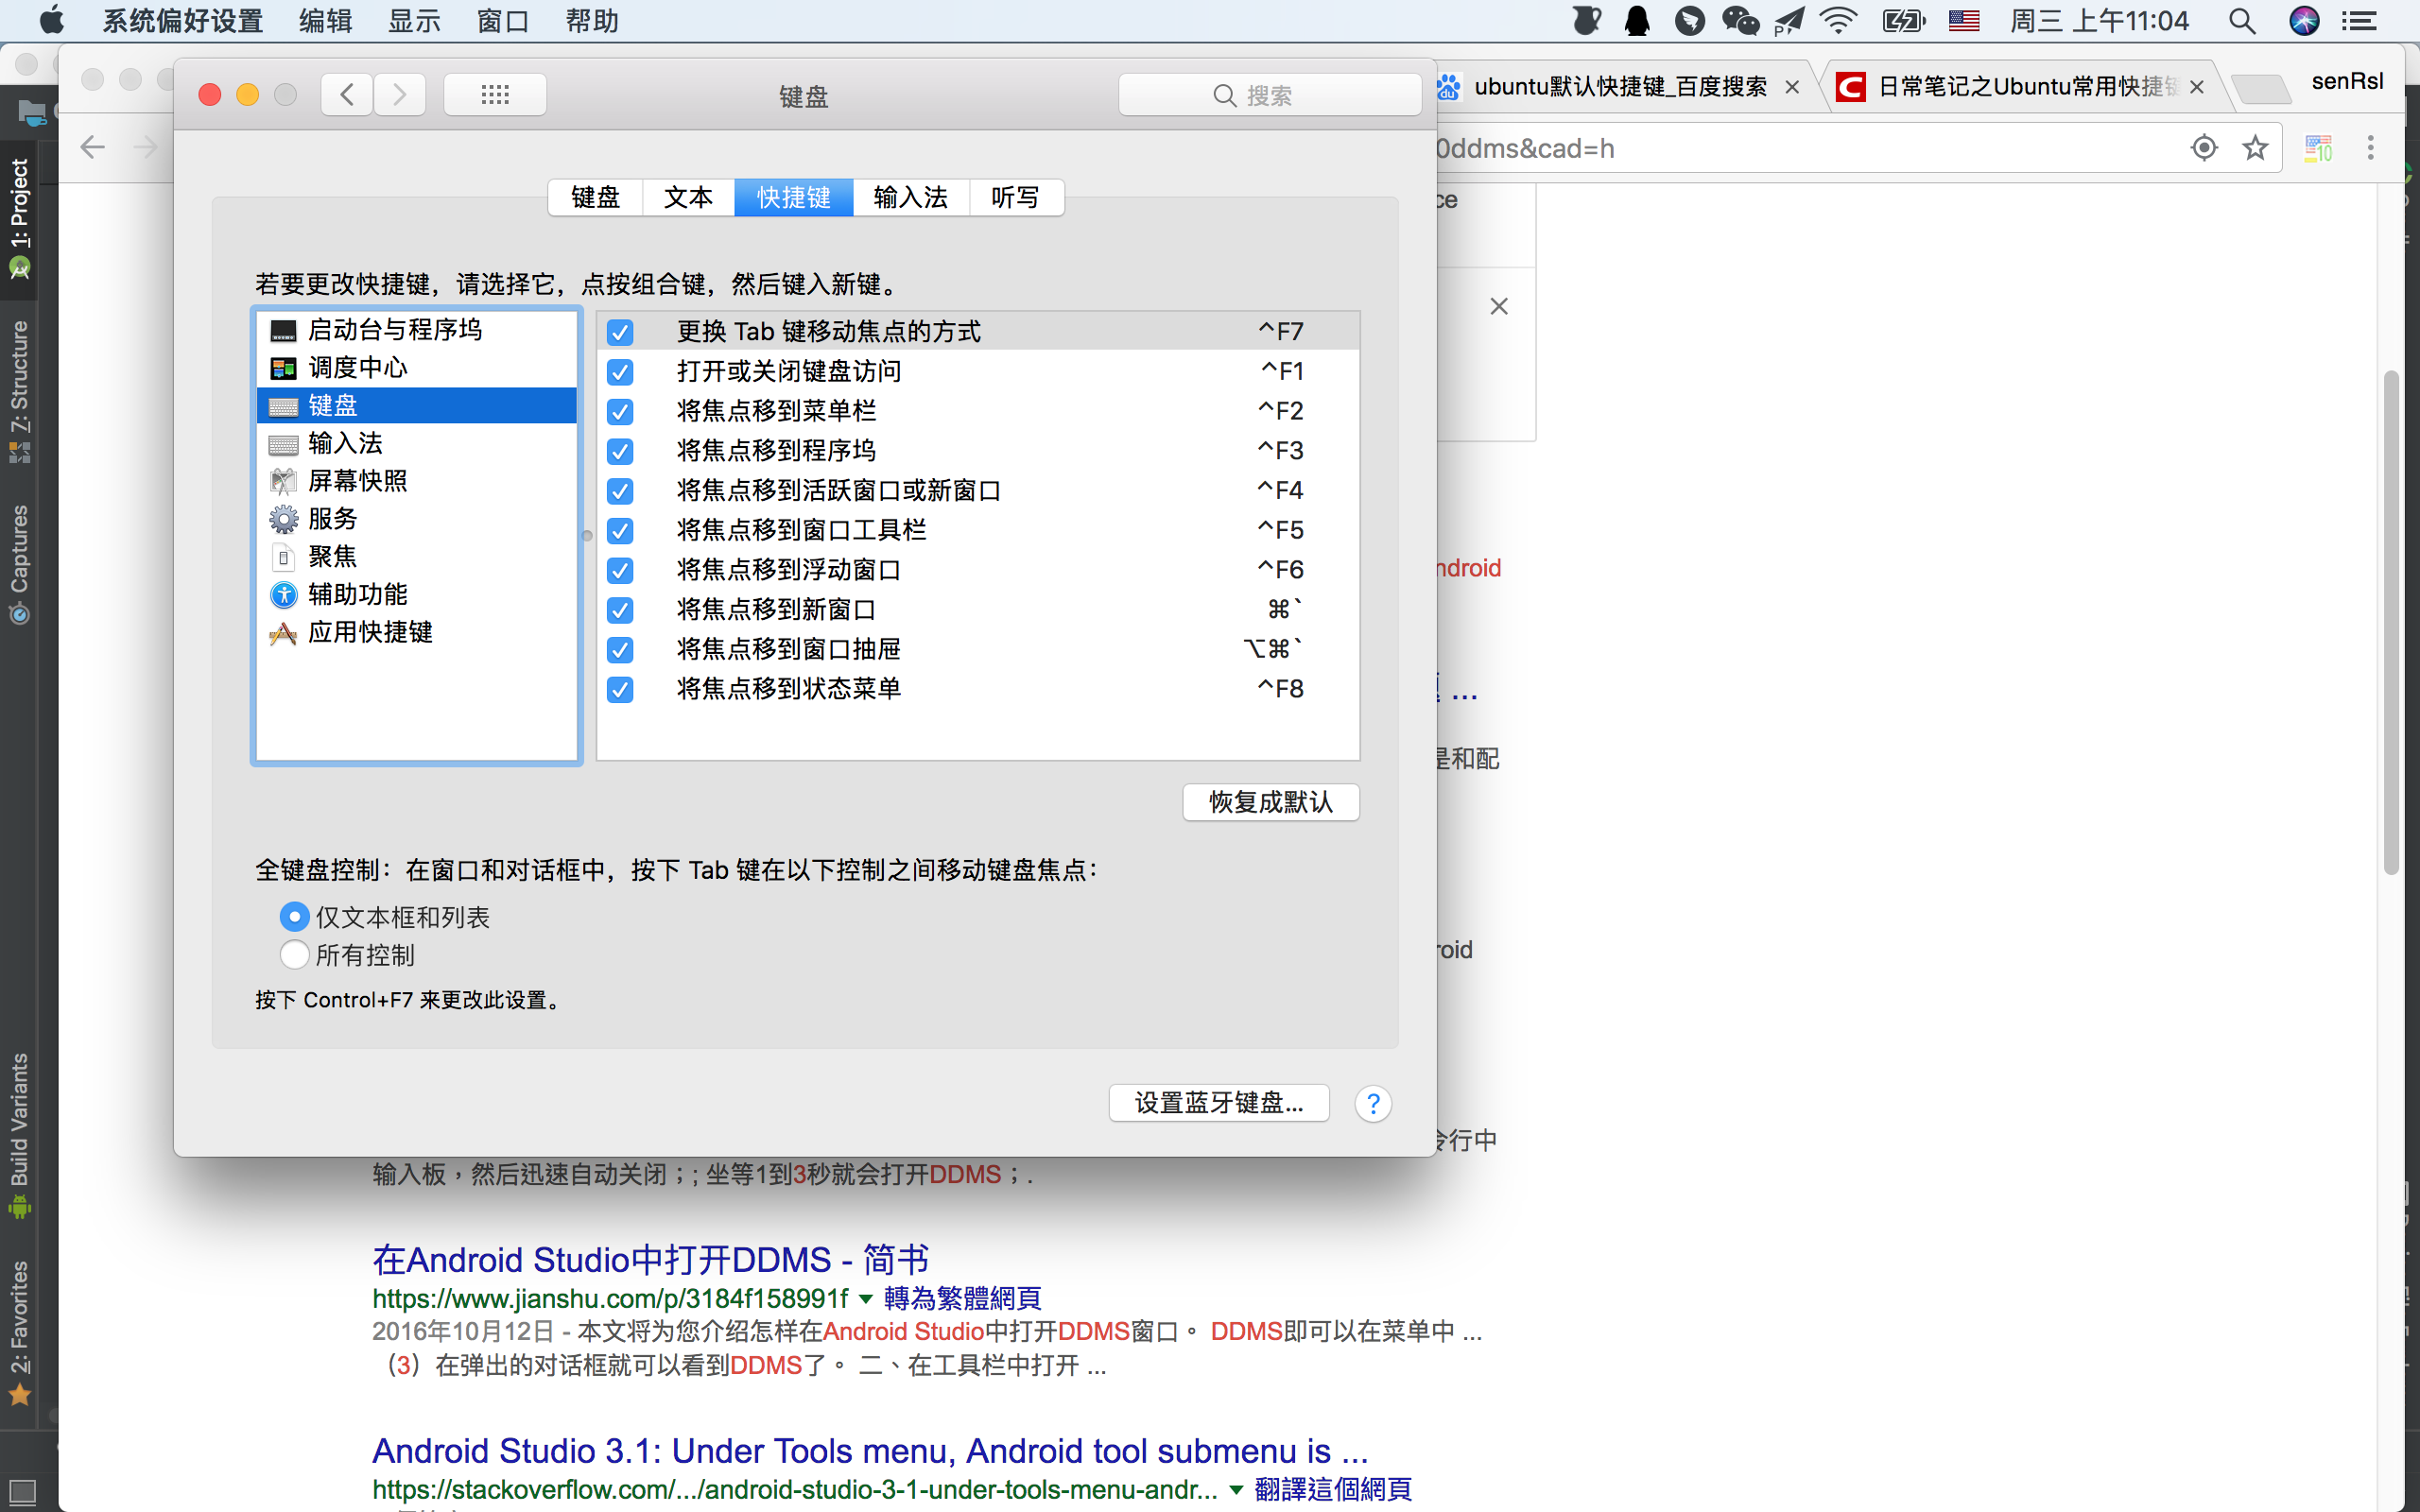 系统偏好设置 编辑 显示 窗口 帮助 周三 上午11:04
键盘 搜索
ubuntu默认快捷键_百度搜索 日常笔记之Ubuntu常用快捷键 senRsl
0ddms&cad=h
1: Project
7: Structure
Captures
Build Variants
2: Favorites
键盘 文本 快捷键 输入法 听写
若要更改快捷键，请选择它，点按组合键，然后键入新键。
启动台与程序坞
调度中心
键盘
输入法
屏幕快照
服务
聚焦
辅助功能
应用快捷键
更换 Tab 键移动焦点的方式 ^F7
打开或关闭键盘访问 ^F1
将焦点移到菜单栏 ^F2
将焦点移到程序坞 ^F3
将焦点移到活跃窗口或新窗口 ^F4
将焦点移到窗口工具栏 ^F5
将焦点移到浮动窗口 ^F6
将焦点移到新窗口 ⌘`
将焦点移到窗口抽屉 ⌥⌘`
将焦点移到状态菜单 ^F8
恢复成默认
全键盘控制：在窗口和对话框中，按下 Tab 键在以下控制之间移动键盘焦点：
仅文本框和列表
所有控制
按下 Control+F7 来更改此设置。
设置蓝牙键盘... ?
ce
ndroid
...
是和配
roid
令行中
输入板，然后迅速自动关闭；; 坐等1到3秒就会打开DDMS；.
在Android Studio中打开DDMS - 简书
https://www.jianshu.com/p/3184f158991f 轉為繁體網頁
2016年10月12日 - 本文将为您介绍怎样在Android Studio中打开DDMS窗口。 DDMS即可以在菜单中 ...
（3）在弹出的对话框就可以看到DDMS了。 二、在工具栏中打开 ...
Android Studio 3.1: Under Tools menu, Android tool submenu is ...
https://stackoverflow.com/.../android-studio-3-1-under-tools-menu-andr... 翻譯這個網頁